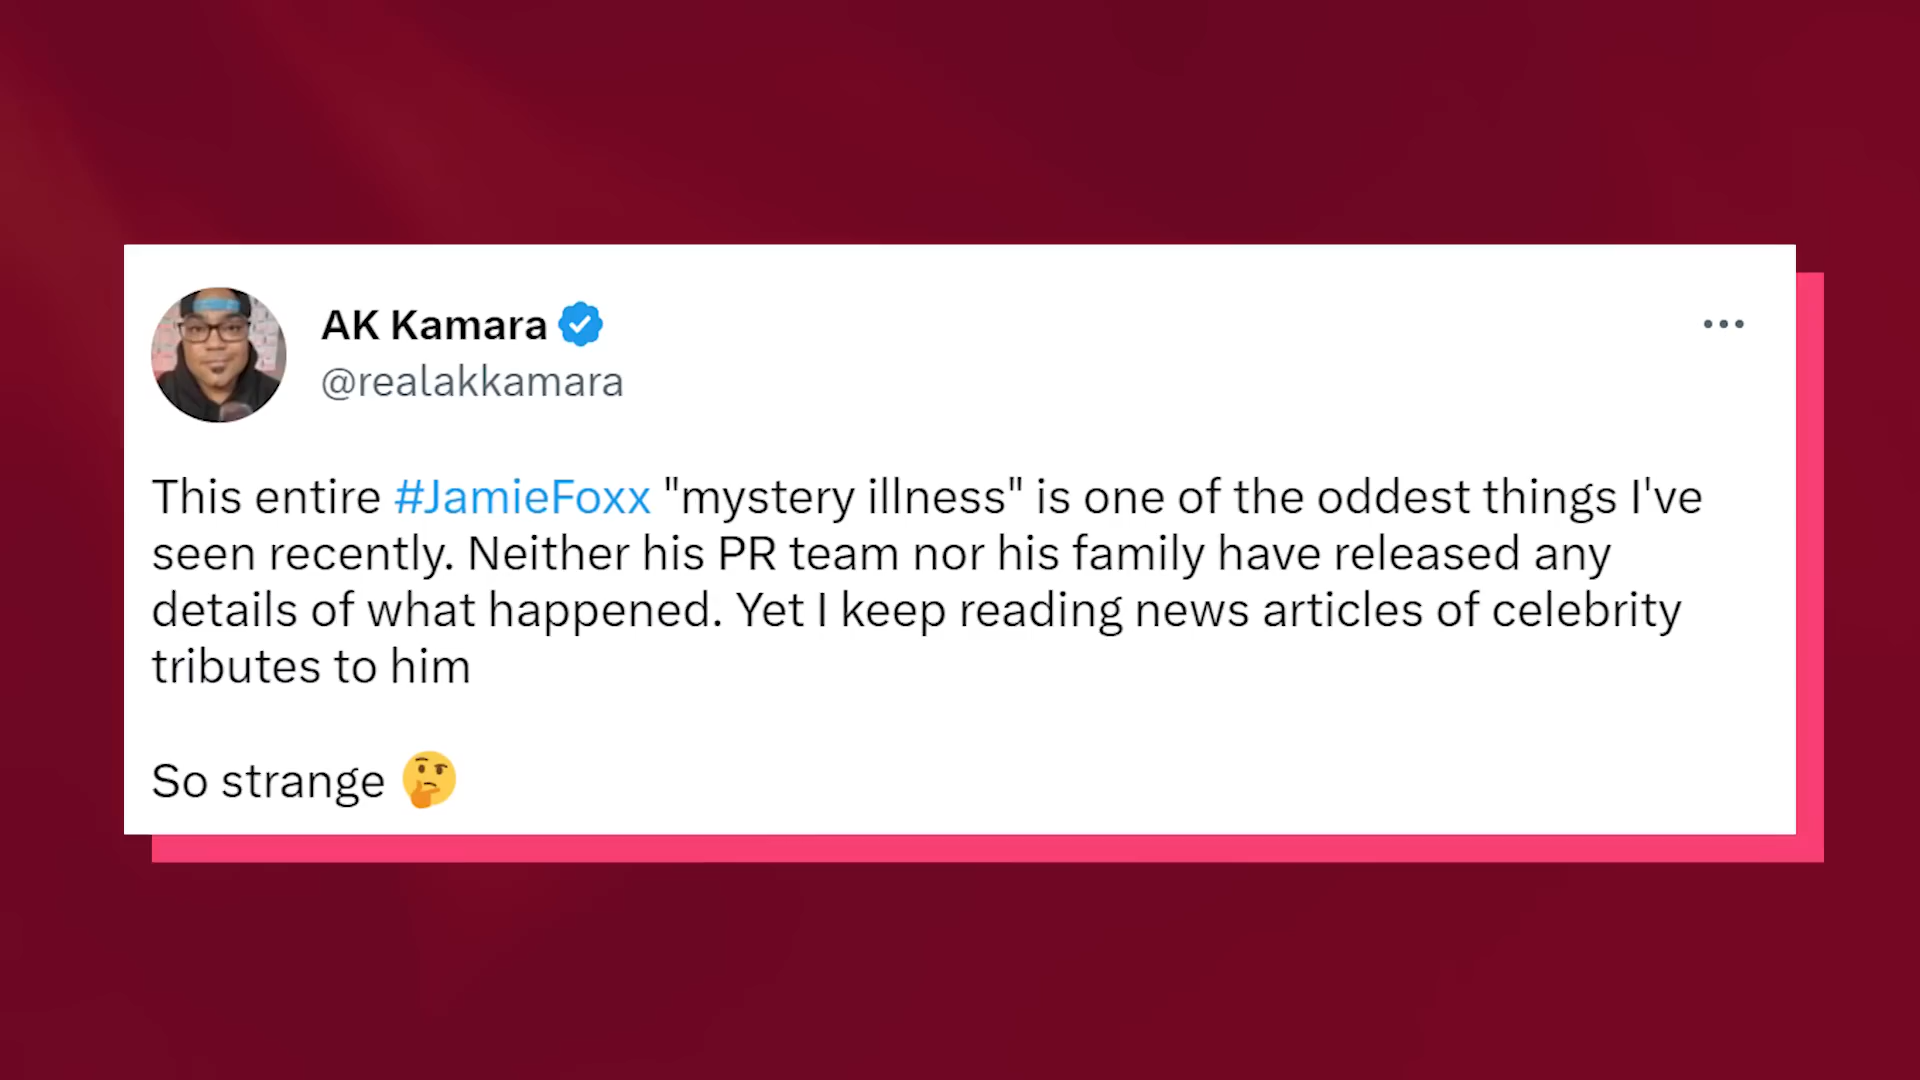 AK Kamara
@realakkamara
This entire #JamieFoxx "mystery illness" is one of the oddest things I've
seen recently. Neither his PR team nor his family have released any
details of what happened. Yet I keep reading news articles of celebrity
tributes to him
So strange 🤔